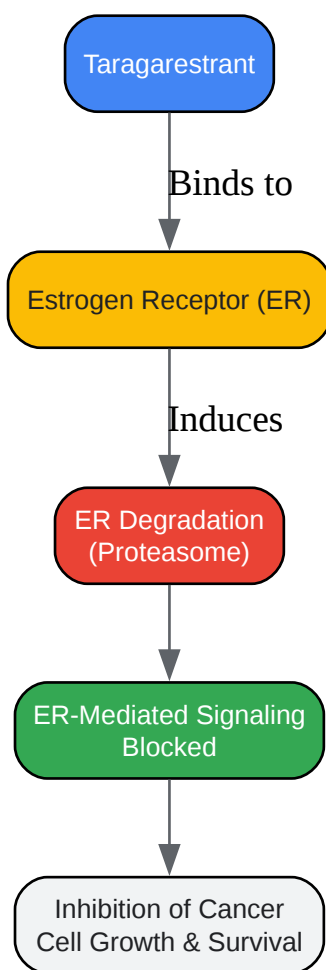 Taragarestrant
Binds to
Estrogen Receptor (ER)
Induces
ER Degradation
(Proteasome)
ER-Mediated Signaling
Blocked
Inhibition of Cancer
Cell Growth & Survival